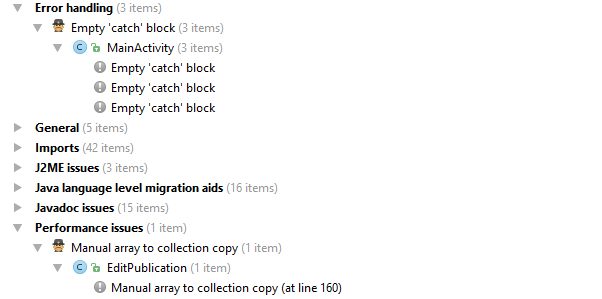 Error handling (3 items)
Empty 'catch' block (3 items)
C MainActivity (3 items)
Empty 'catch' block
Empty 'catch' block
Empty 'catch' block
General (5 items)
Imports (42 items)
J2ME issues (3 items)
Java language level migration aids (16 items)
Javadoc issues (15 items)
Performance issues (1 item)
Manual array to collection copy (1 item)
C EditPublication (1 item)
Manual array to collection copy (at line 160)